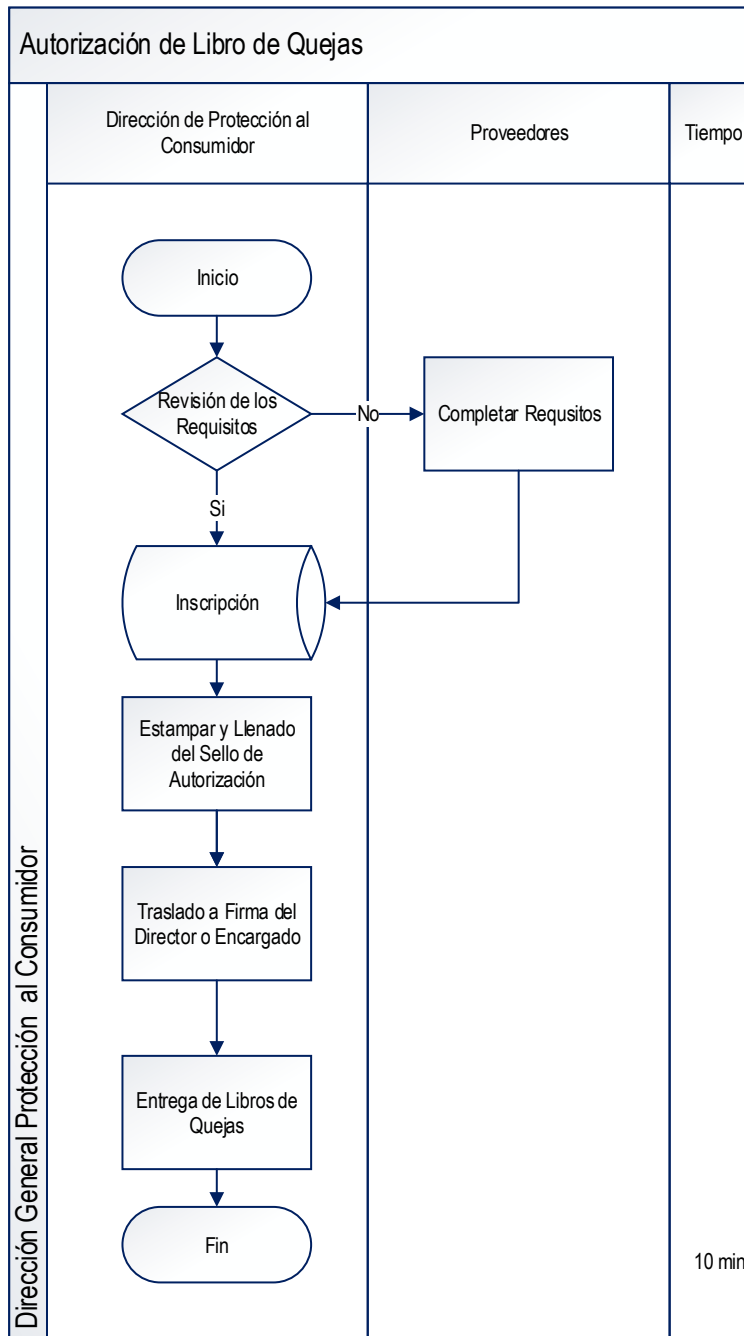 Autorización de Libro de Quejas
Dirección de Protección al
Consumidor
Proveedores
Tiempo
Inicio
Revisión de los
Requisitos
No
Completar Requsitos
Si
Inscripción
Estampar y Llenado
del Sello de
Autorización
Traslado a Firma del
Director o Encargado
Entrega de Libros de
Quejas
Fin
10 min
Dirección General Protección al Consumidor